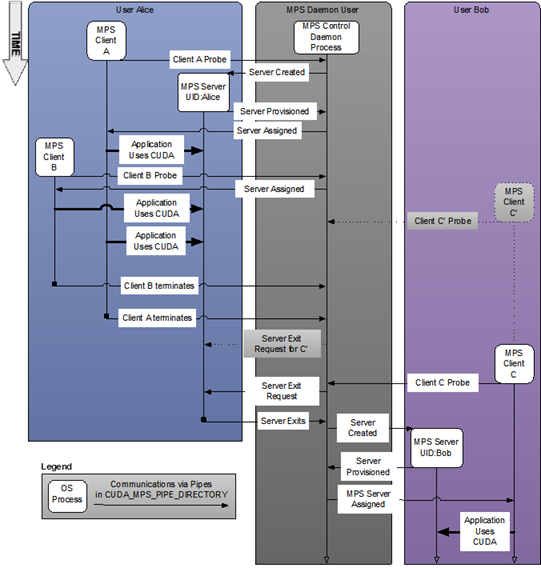 User Alice
MPS Daemon User
User Bob
TIME
MPS
Client
A
MPS Control
Daemon
Process
Client A Probe
Server Created
MPS Server
UID:Alice
Server Provisioned
Server Assigned
MPS
Client
B
Application
Uses CUDA
Client B Probe
Server Assigned
MPS
Client
C'
Application
Uses CUDA
Client C' Probe
Application
Uses CUDA
Client B terminates
Client A terminates
Server Exit
Request for C'
MPS
Client
C
Client C Probe
Server Exit
Request
Server Exits
Server
Created
MPS Server
UID:Bob
Server
Provisioned
MPS Server
Assigned
Application
Uses
CUDA
Legend
OS
Process
Communications via Pipes
in CUDA_MPS_PIPE_DIRECTORY